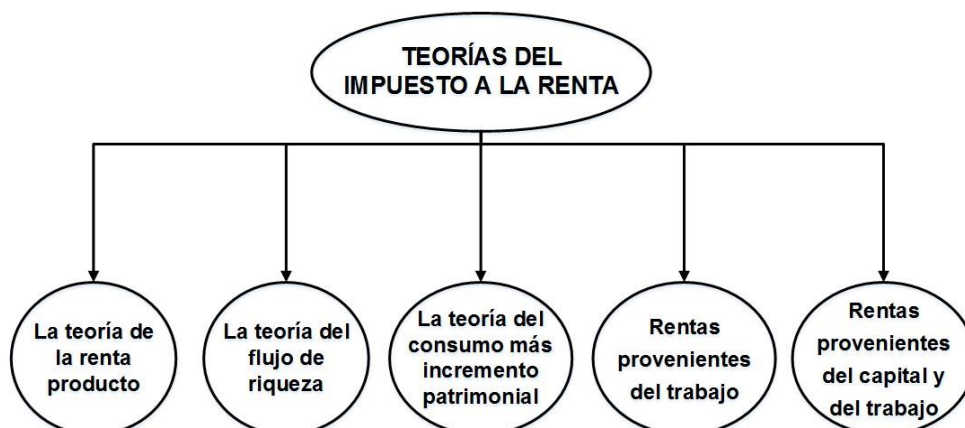 TEORÍAS DEL
IMPUESTO A LA RENTA
La teoría de
la renta
producto
La teoría del
flujo de
riqueza
La teoría del
consumo más
incremento
patrimonial
Rentas
provenientes
del trabajo
Rentas
provenientes
del capital y
del trabajo